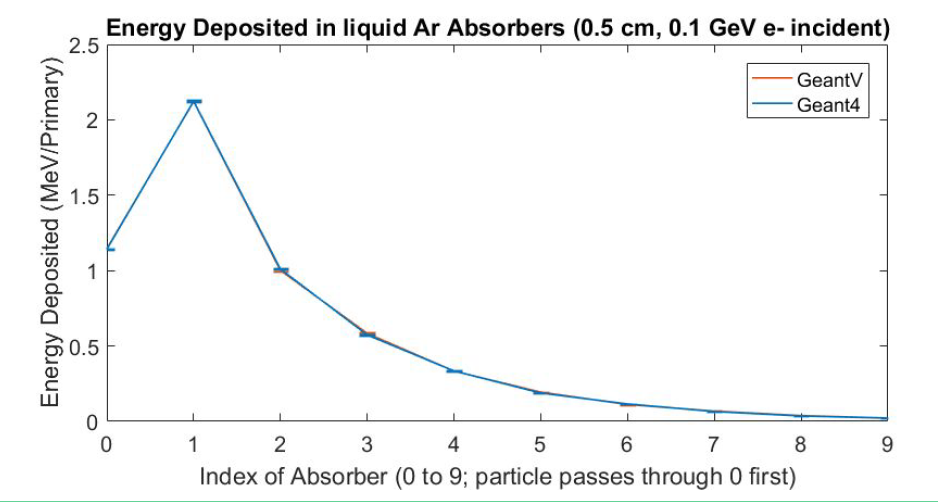 Energy Deposited in liquid Ar Absorbers (0.5 cm, 0.1 GeV e- incident)
Energy Deposited (MeV/Primary)
2.5
2
1.5
1
0.5
0
GeantV
Geant4
0 1 2 3 4 5 6 7 8 9
Index of Absorber (0 to 9; particle passes through 0 first)